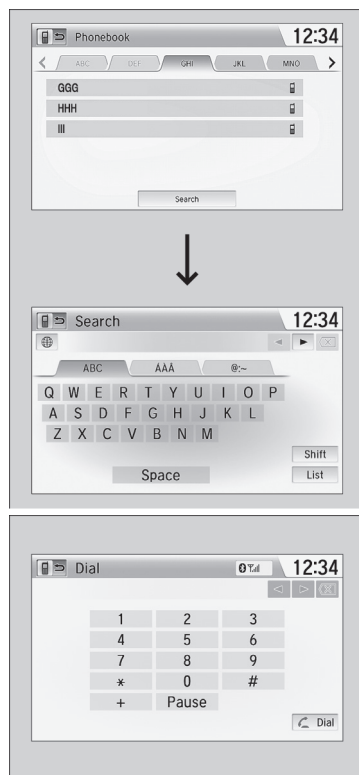 Phonebook 12:34
ABC DEF GHI JKL MNO
GGG
HHH
III
Search
Search 12:34
ABC ÀÁÂ @:~
Q W E R T Y U I O P
A S D F G H J K L
Z X C V B N M
Shift
Space List
Dial 12:34
1 2 3
4 5 6
7 8 9
* 0 #
+ Pause
Dial